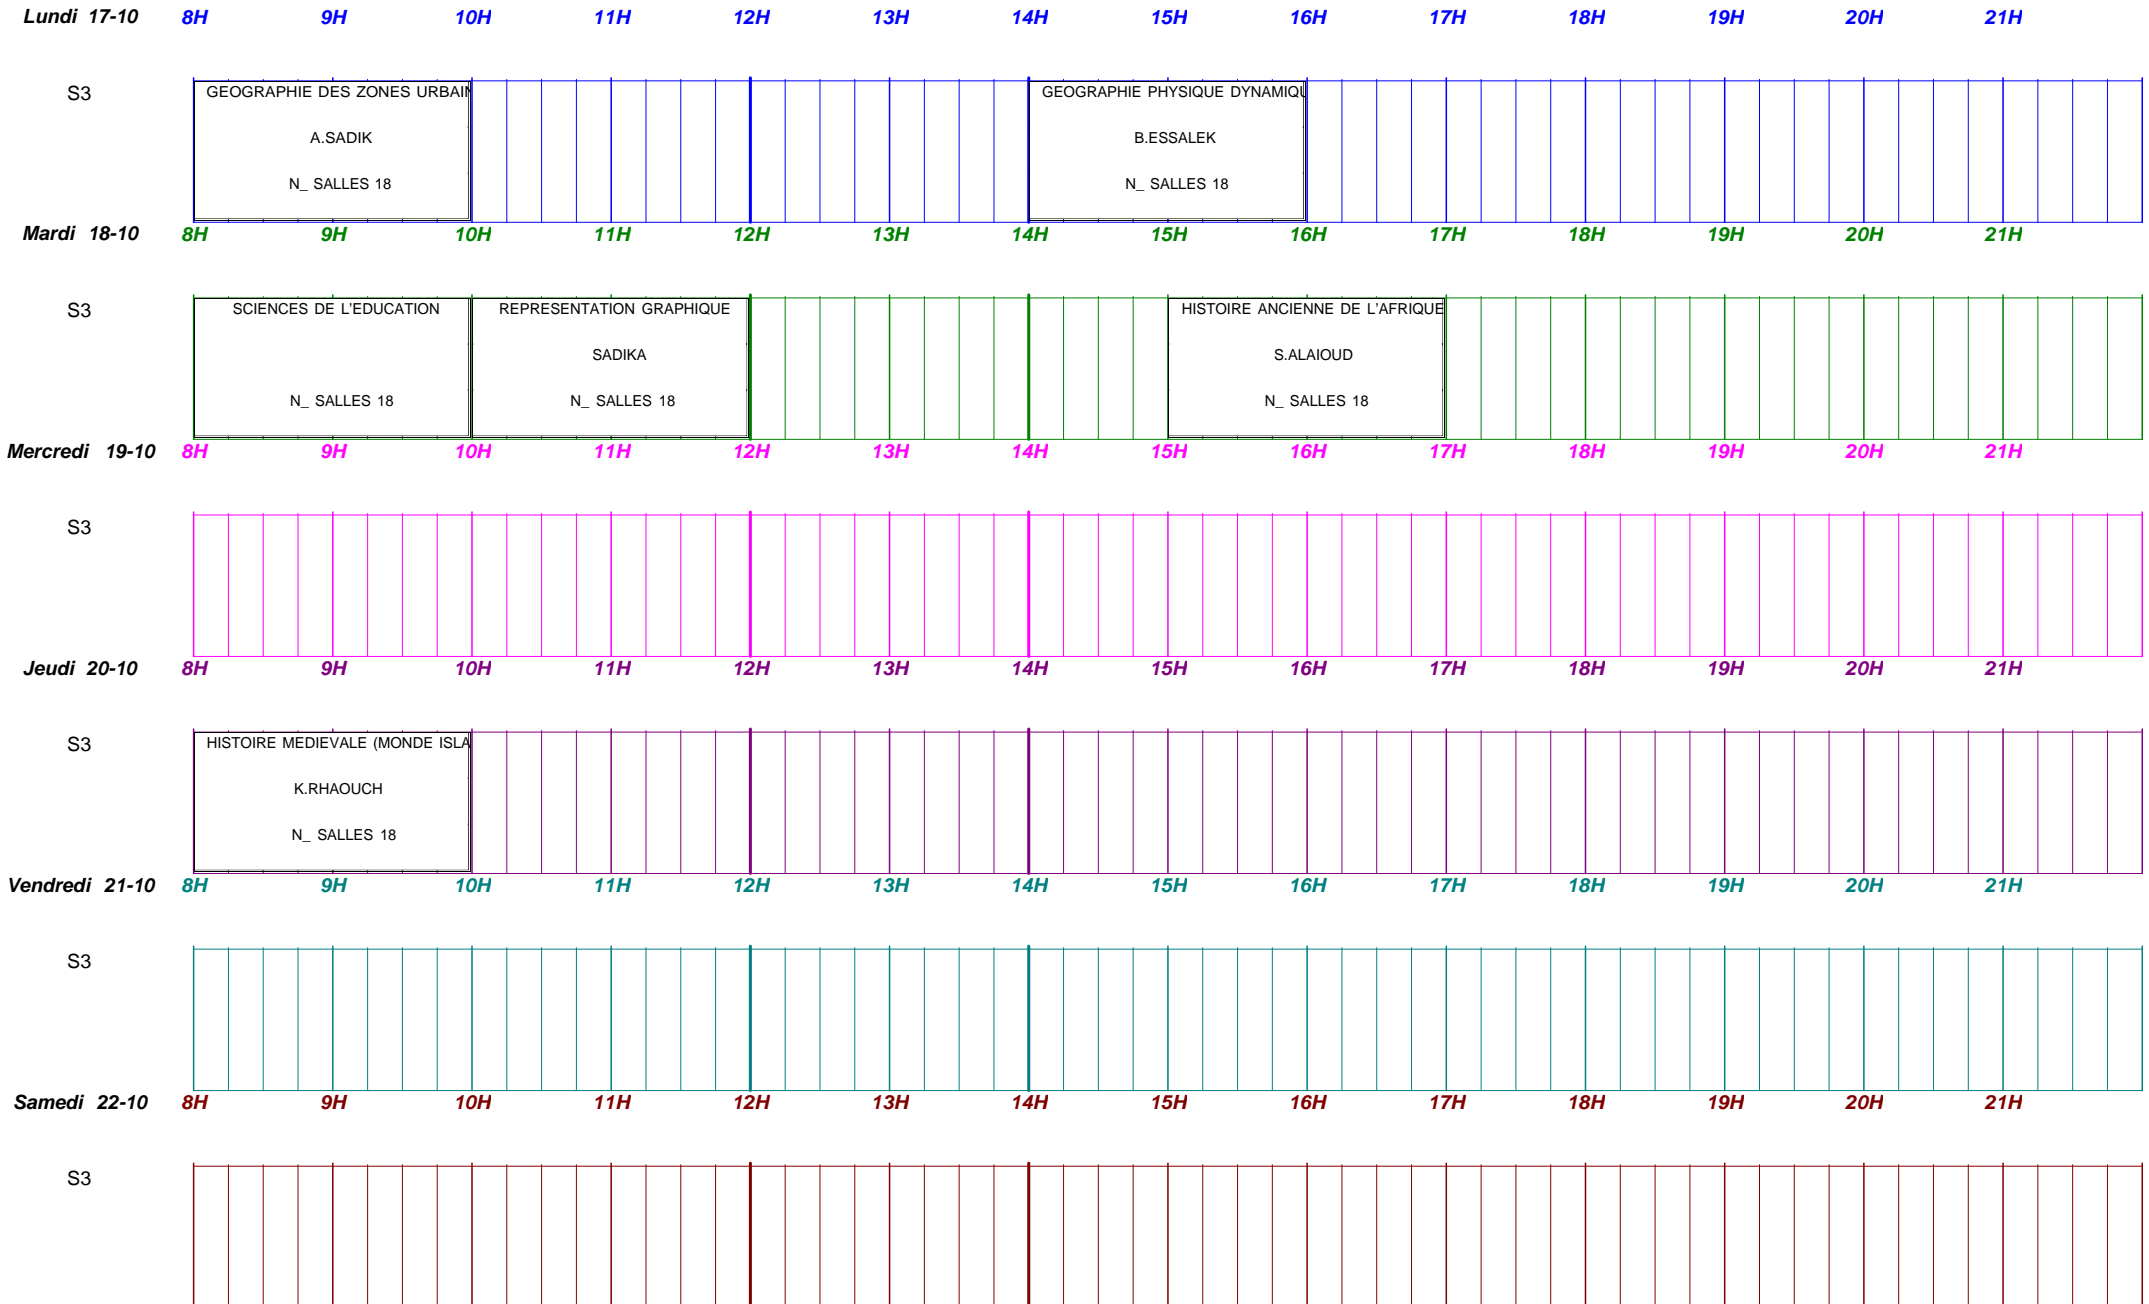 Lundi 17-10 8H 9H 10H 11H 12H 13H 14H 15H 16H 17H 18H 19H 20H 21H
S3
GEOGRAPHIE DES ZONES URBAIN
A.SADIK
N_ SALLES 18
GEOGRAPHIE PHYSIQUE DYNAMIQU
B.ESSALEK
N_ SALLES 18
Mardi 18-10 8H 9H 10H 11H 12H 13H 14H 15H 16H 17H 18H 19H 20H 21H
S3
SCIENCES DE L'EDUCATION
N_ SALLES 18
REPRESENTATION GRAPHIQUE
SADIKA
N_ SALLES 18
HISTOIRE ANCIENNE DE L'AFRIQUE
S.ALAIOUD
N_ SALLES 18
Mercredi 19-10 8H 9H 10H 11H 12H 13H 14H 15H 16H 17H 18H 19H 20H 21H
S3
Jeudi 20-10 8H 9H 10H 11H 12H 13H 14H 15H 16H 17H 18H 19H 20H 21H
S3
HISTOIRE MEDIEVALE (MONDE ISLA
K.RHAOUCH
N_ SALLES 18
Vendredi 21-10 8H 9H 10H 11H 12H 13H 14H 15H 16H 17H 18H 19H 20H 21H
S3
Samedi 22-10 8H 9H 10H 11H 12H 13H 14H 15H 16H 17H 18H 19H 20H 21H
S3